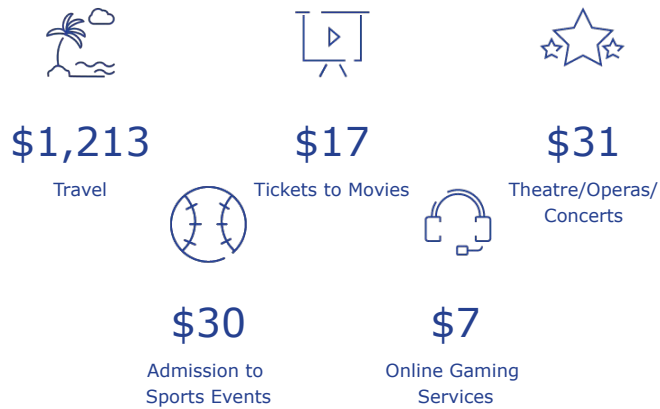 $1,213
Travel
$17
Tickets to Movies
$31
Theatre/Operas/
Concerts
$30
Admission to
Sports Events
$7
Online Gaming
Services